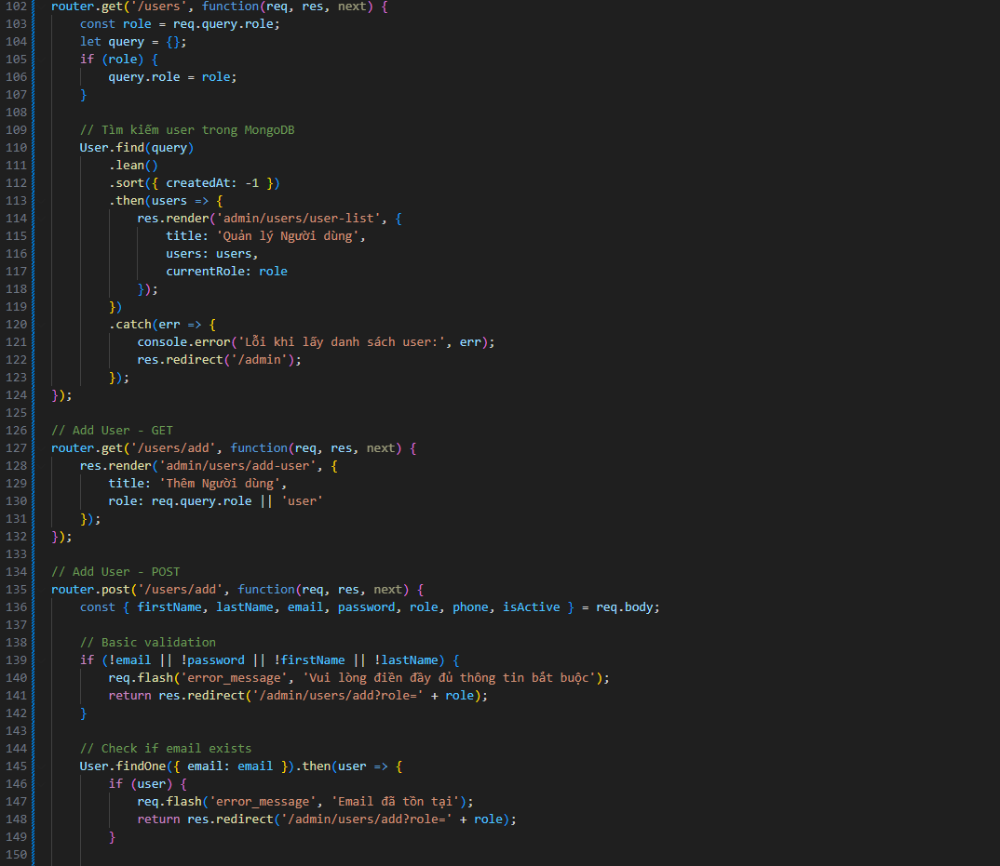 102 router.get('/users', function(req, res, next) {
103 const role = req.query.role;
104 let query = {};
105 if (role) {
106 query.role = role;
107 }
108
109 // Tìm kiếm user trong MongoDB
110 User.find(query)
111 .lean()
112 .sort({ createdAt: -1 })
113 .then(users => {
114 res.render('admin/users/user-list', {
115 title: 'Quản lý Người dùng',
116 users: users,
117 currentRole: role
118 });
119 })
120 .catch(err => {
121 console.error('Lỗi khi lấy danh sách user:', err);
122 res.redirect('/admin');
123 });
124 });
125
126 // Add User - GET
127 router.get('/users/add', function(req, res, next) {
128 res.render('admin/users/add-user', {
129 title: 'Thêm Người dùng',
130 role: req.query.role || 'user'
131 });
132 });
133
134 // Add User - POST
135 router.post('/users/add', function(req, res, next) {
136 const { firstName, lastName, email, password, role, phone, isActive } = req.body;
137
138 // Basic validation
139 if (!email || !password || !firstName || !lastName) {
140 req.flash('error_message', 'Vui lòng điền đầy đủ thông tin bắt buộc');
141 return res.redirect('/admin/users/add?role=' + role);
142 }
143
144 // Check if email exists
145 User.findOne({ email: email }).then(user => {
146 if (user) {
147 req.flash('error_message', 'Email đã tồn tại');
148 return res.redirect('/admin/users/add?role=' + role);
149 }
150